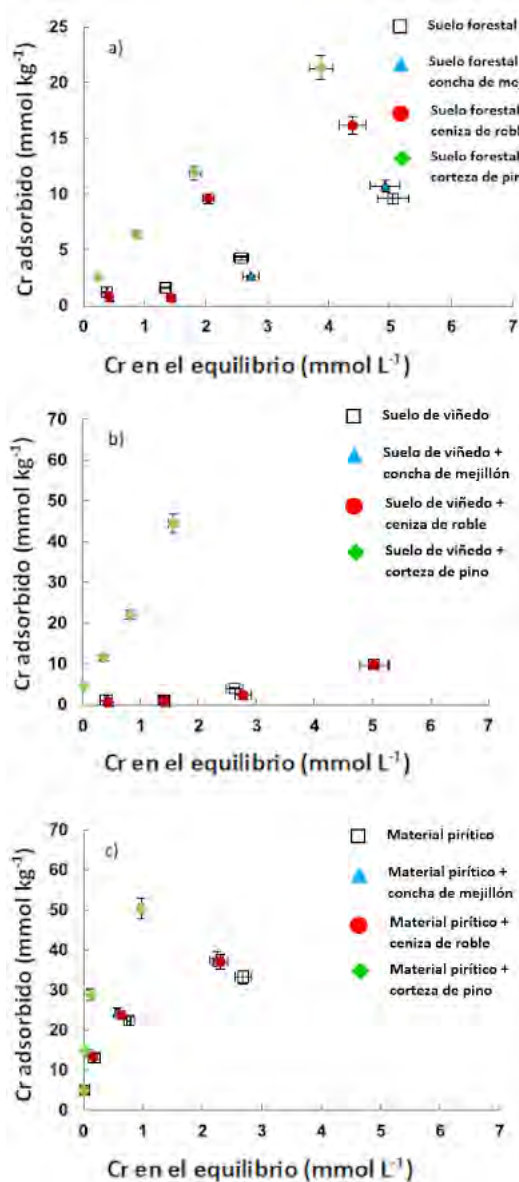 a)
Cr adsorbido (mmol kg⁻¹)
25
20
15
10
5
0
0 1 2 3 4 5 6 7
Cr en el equilibrio (mmol L⁻¹)
Suelo forestal
Suelo forestal
concha de me
Suelo forestal
ceniza de robl
Suelo forestal
corteza de pin
b)
Cr adsorbido (mmol kg⁻¹)
70
60
50
40
30
20
10
0
0 1 2 3 4 5 6 7
Cr en el equilibrio (mmol L⁻¹)
Suelo de viñedo
Suelo de viñedo +
concha de mejillón
Suelo de viñedo +
ceniza de roble
Suelo de viñedo +
corteza de pino
c)
Cr adsorbido (mmol kg⁻¹)
70
60
50
40
30
20
10
0
0 1 2 3 4 5 6 7
Cr en el equilibrio (mmol L⁻¹)
Material pirítico
Material pirítico +
concha de mejillón
Material pirítico +
ceniza de roble
Material pirítico +
corteza de pino